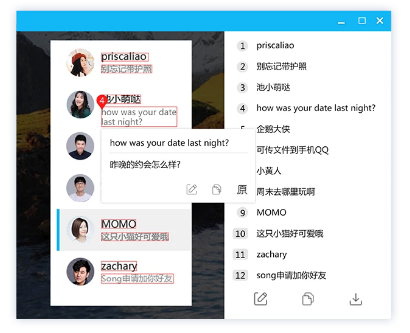 priscaliao
别忘记带护照
4
池小萌哒
how was your date
last night?
how was your date last night?
昨晚的约会怎么样?
原
MOMO
这只小猫好可爱哦
zachary
Song申请加你好友
1 priscaliao
2 别忘记带护照
3 池小萌哒
4 how was your date last night?
5 企鹅大侠
6 可传文件到手机QQ
7 小黄人
8 周末去哪里玩啊
9 MOMO
10 这只小猫好可爱哦
11 zachary
12 song申请加你好友